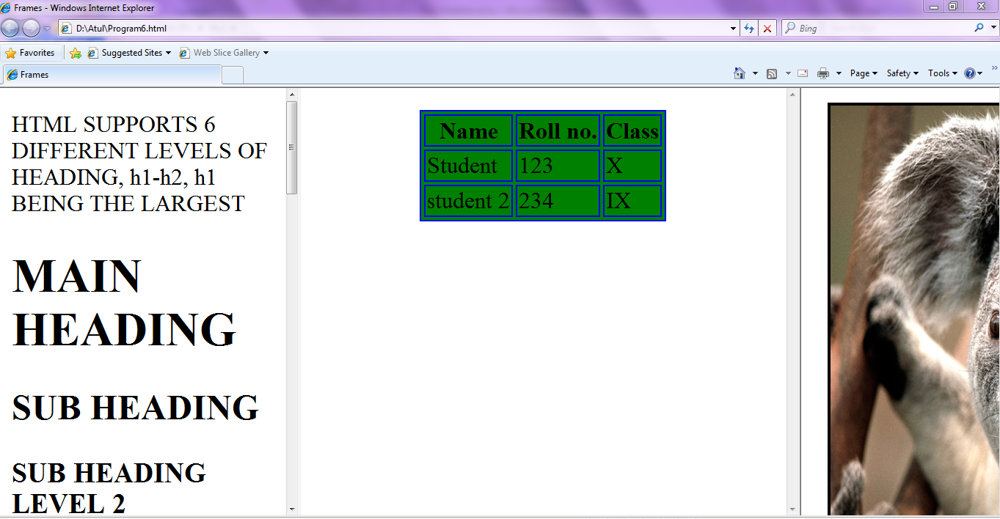 Frames - Windows Internet Explorer
D:\Atul\Program6.html
Bing
Favorites Suggested Sites Web Slice Gallery
Frames
Page Safety Tools
HTML SUPPORTS 6
DIFFERENT LEVELS OF
HEADING, h1-h2, h1
BEING THE LARGEST
MAIN
HEADING
SUB HEADING
SUB HEADING
LEVEL 2
Name Roll no. Class
Student 123 X
student 2 234 IX